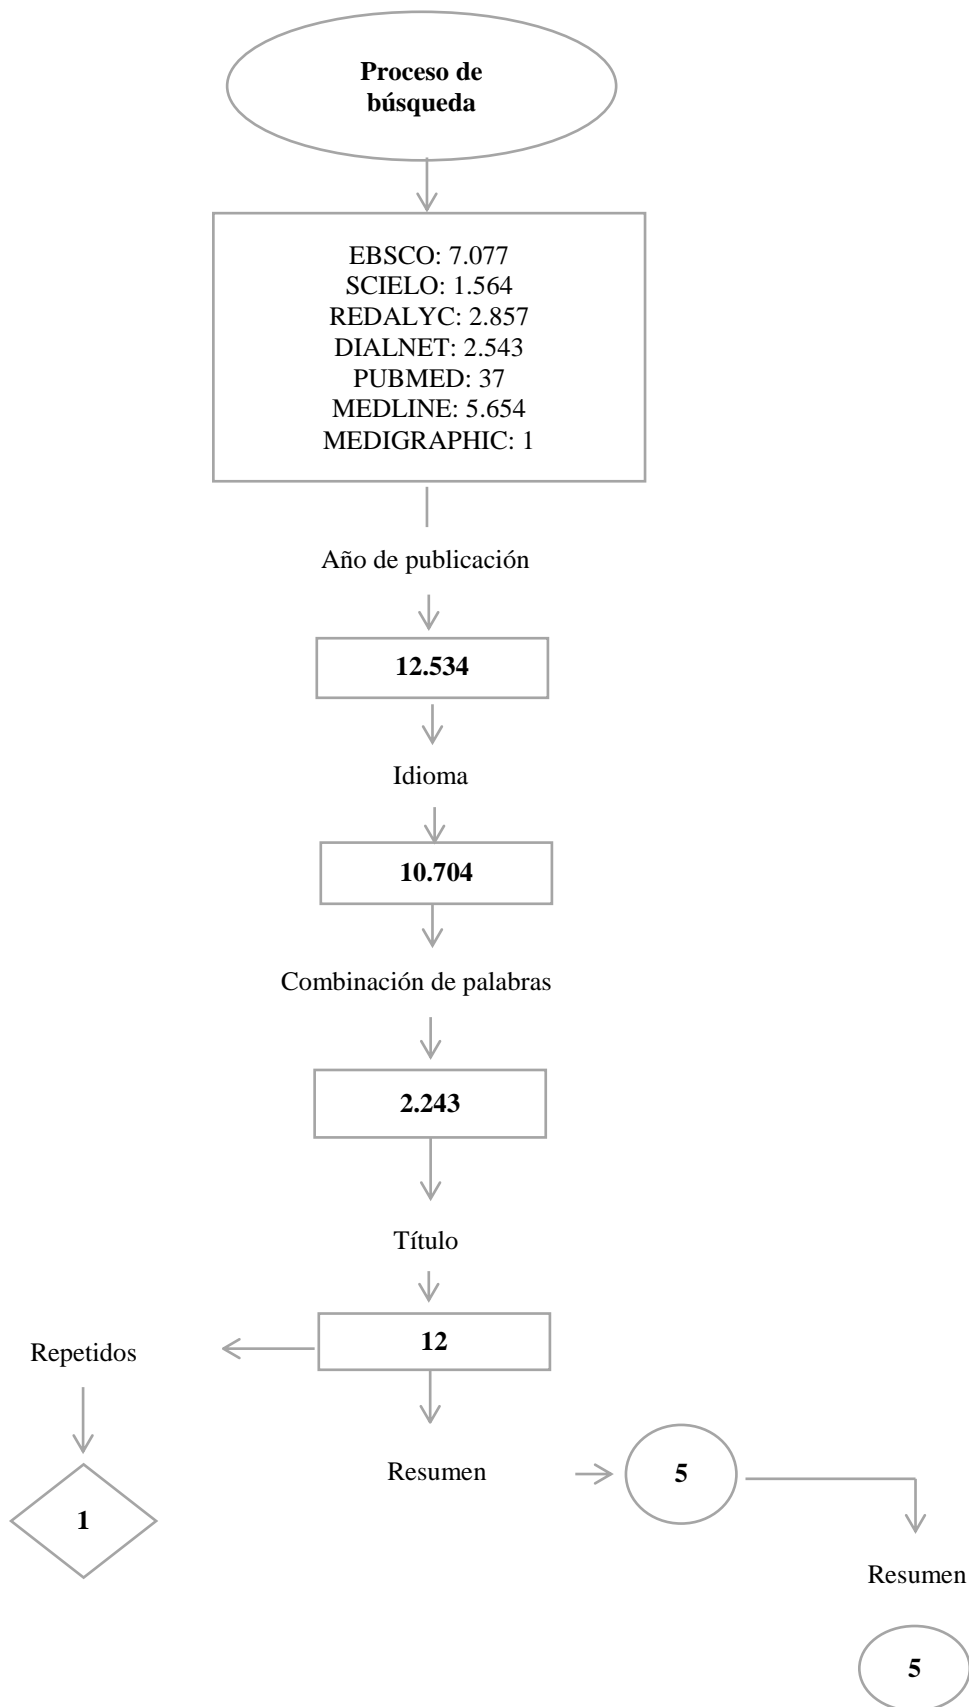 Proceso de
búsqueda
EBSCO: 7.077
SCIELO: 1.564
REDALYC: 2.857
DIALNET: 2.543
PUBMED: 37
MEDLINE: 5.654
MEDIGRAPHIC: 1
Año de publicación
12.534
Idioma
10.704
Combinación de palabras
2.243
Título
12
Repetidos
1
Resumen
5
Resumen
5